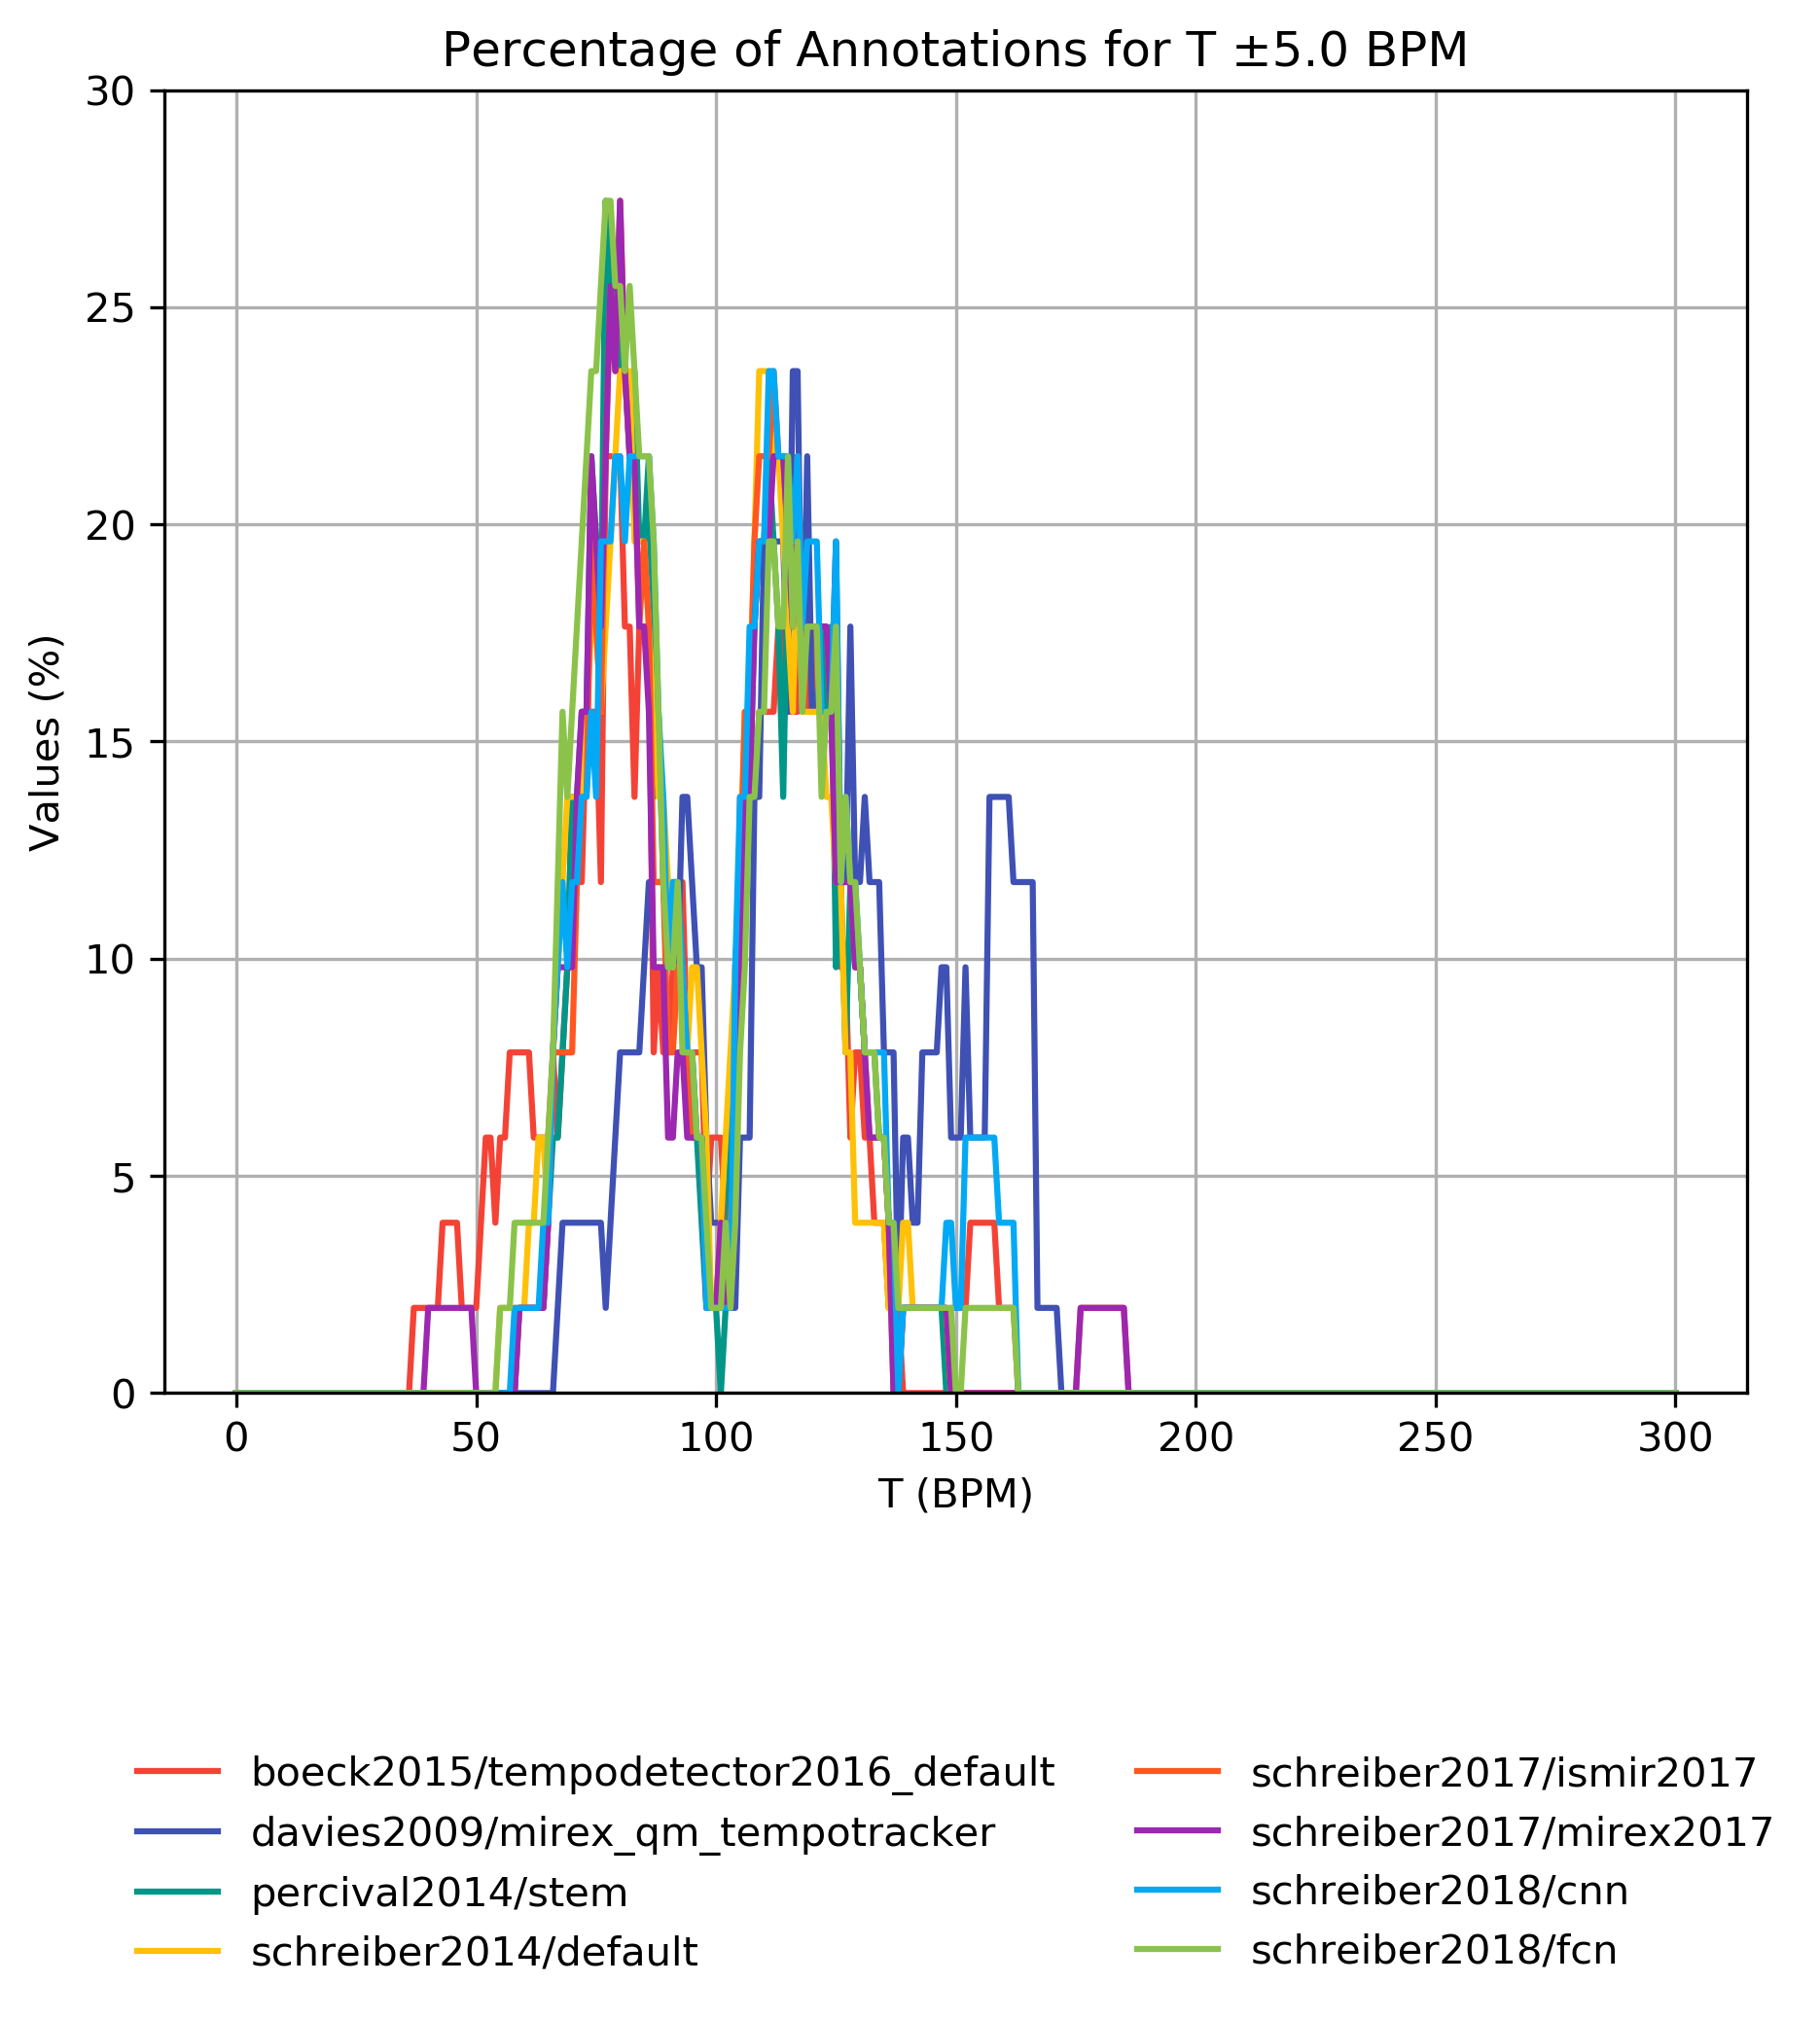 Percentage of Annotations for T ±5.0 BPM
30
25
20
15
10
5
0
Values (%)
0 50 100 150 200 250 300
T (BPM)
boeck2015/tempodetector2016_default
davies2009/mirex_qm_tempotracker
percival2014/stem
schreiber2014/default
schreiber2017/ismir2017
schreiber2017/mirex2017
schreiber2018/cnn
schreiber2018/fcn